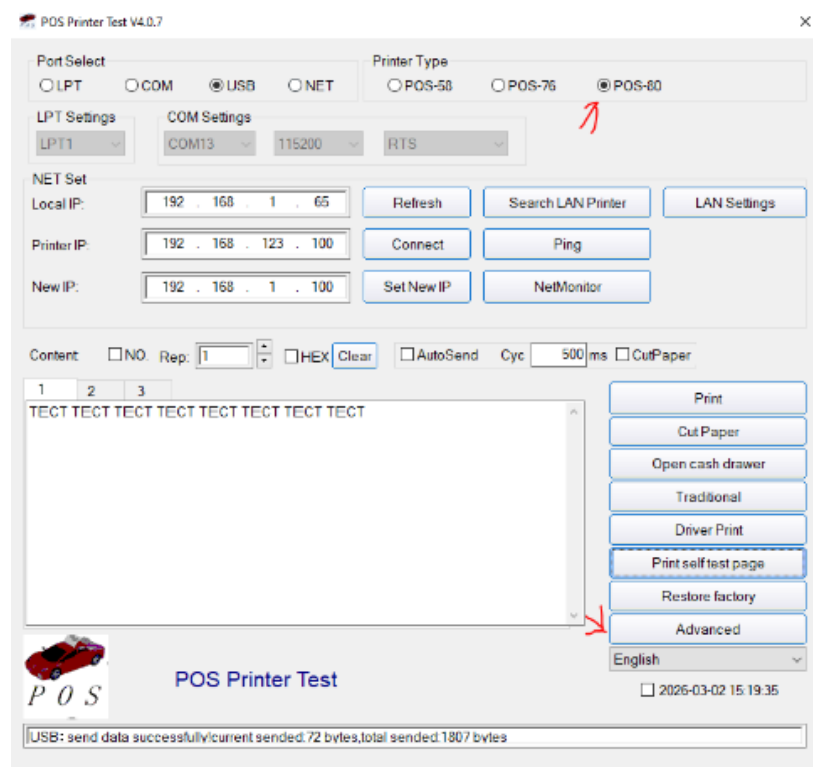 POS Printer Test V4.0.7
Port Select Printer Type
LPT COM USB NET POS-58 POS-76 POS-80
LPT Settings COM Settings
LPT1 COM13 115200 RTS
NET Set
Local IP: 192 . 168 . 1 . 65 Refresh Search LAN Printer LAN Settings
Printer IP: 192 . 168 . 123 . 100 Connect Ping
New IP: 192 . 168 . 1 . 100 Set New IP NetMonitor
Content NO. Rep: 1 HEX Clear AutoSend Cyc 500 ms CutPaper
1 2 3
TECT TECT TECT TECT TECT TECT TECT TECT
Print
Cut Paper
Open cash drawer
Traditional
Driver Print
Print self test page
Restore factory
Advanced
English
POS
POS Printer Test
2026-03-02 15:19:35
USB: send data successfully!current sended:72 bytes,total sended:1807 bytes